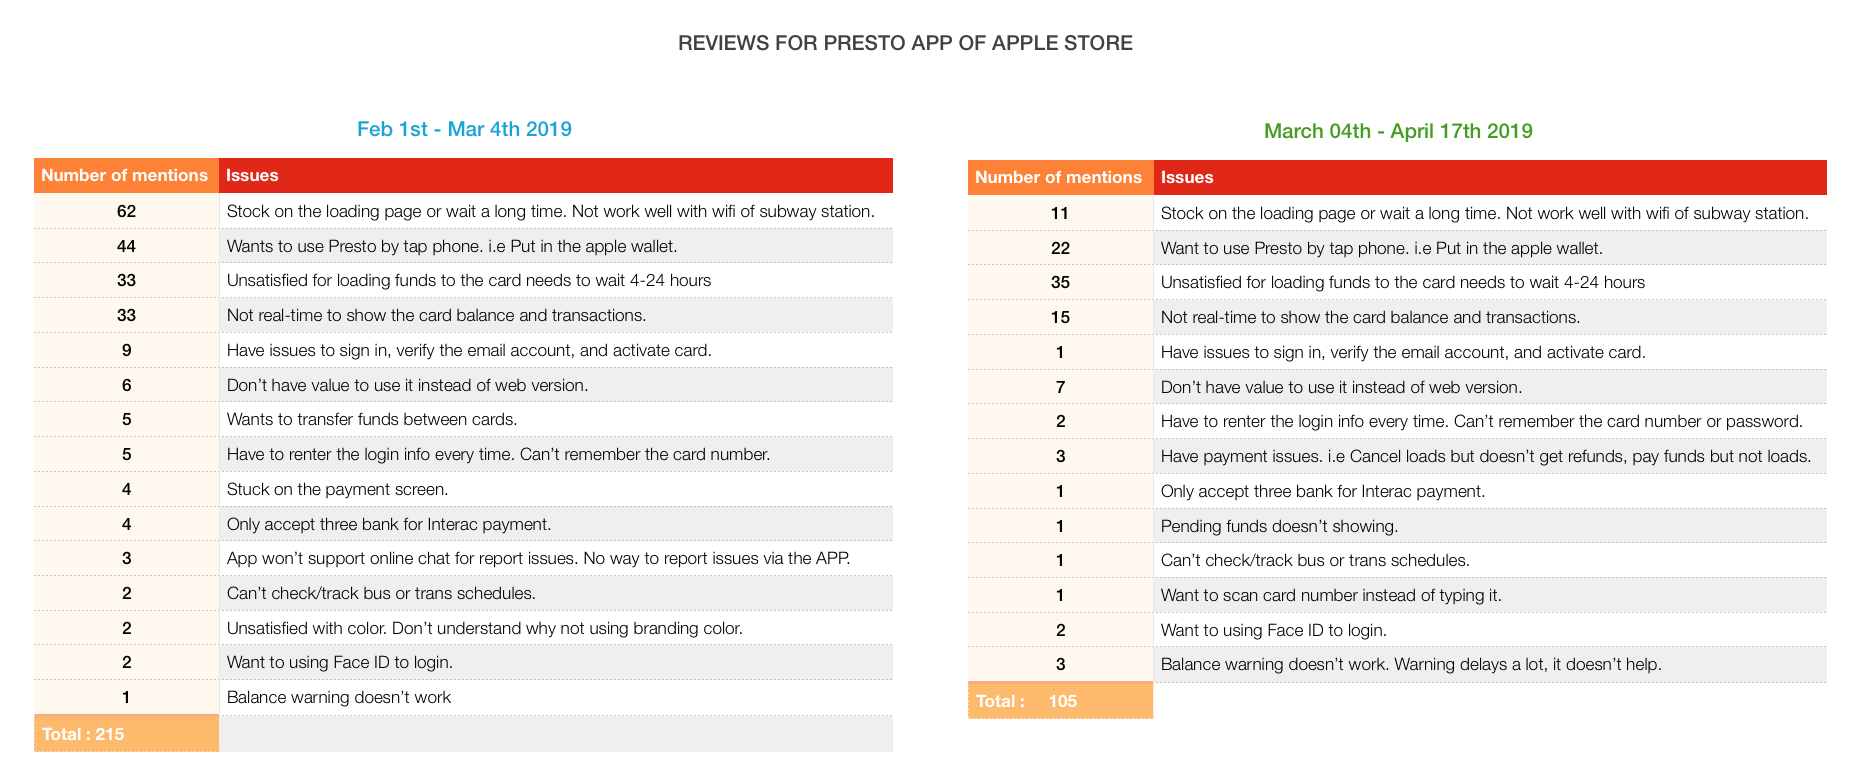 REVIEWS FOR PRESTO APP OF APPLE STORE
Feb 1st - Mar 4th 2019
Number of mentions Issues
62 Stock on the loading page or wait a long time. Not work well with wifi of subway station.
44 Wants to use Presto by tap phone. i.e Put in the apple wallet.
33 Unsatisfied for loading funds to the card needs to wait 4-24 hours
33 Not real-time to show the card balance and transactions.
9 Have issues to sign in, verify the email account, and activate card.
6 Don’t have value to use it instead of web version.
5 Wants to transfer funds between cards.
5 Have to renter the login info every time. Can’t remember the card number.
4 Stuck on the payment screen.
4 Only accept three bank for Interac payment.
3 App won’t support online chat for report issues. No way to report issues via the APP.
2 Can’t check/track bus or trans schedules.
2 Unsatisfied with color. Don’t understand why not using branding color.
2 Want to using Face ID to login.
1 Balance warning doesn’t work
Total : 215
March 04th - April 17th 2019
Number of mentions Issues
11 Stock on the loading page or wait a long time. Not work well with wifi of subway station.
22 Want to use Presto by tap phone. i.e Put in the apple wallet.
35 Unsatisfied for loading funds to the card needs to wait 4-24 hours
15 Not real-time to show the card balance and transactions.
1 Have issues to sign in, verify the email account, and activate card.
7 Don’t have value to use it instead of web version.
2 Have to renter the login info every time. Can’t remember the card number or password.
3 Have payment issues. i.e Cancel loads but doesn’t get refunds, pay funds but not loads.
1 Only accept three bank for Interac payment.
1 Pending funds doesn’t showing.
1 Can’t check/track bus or trans schedules.
1 Want to scan card number instead of typing it.
2 Want to using Face ID to login.
3 Balance warning doesn’t work. Warning delays a lot, it doesn’t help.
Total : 105